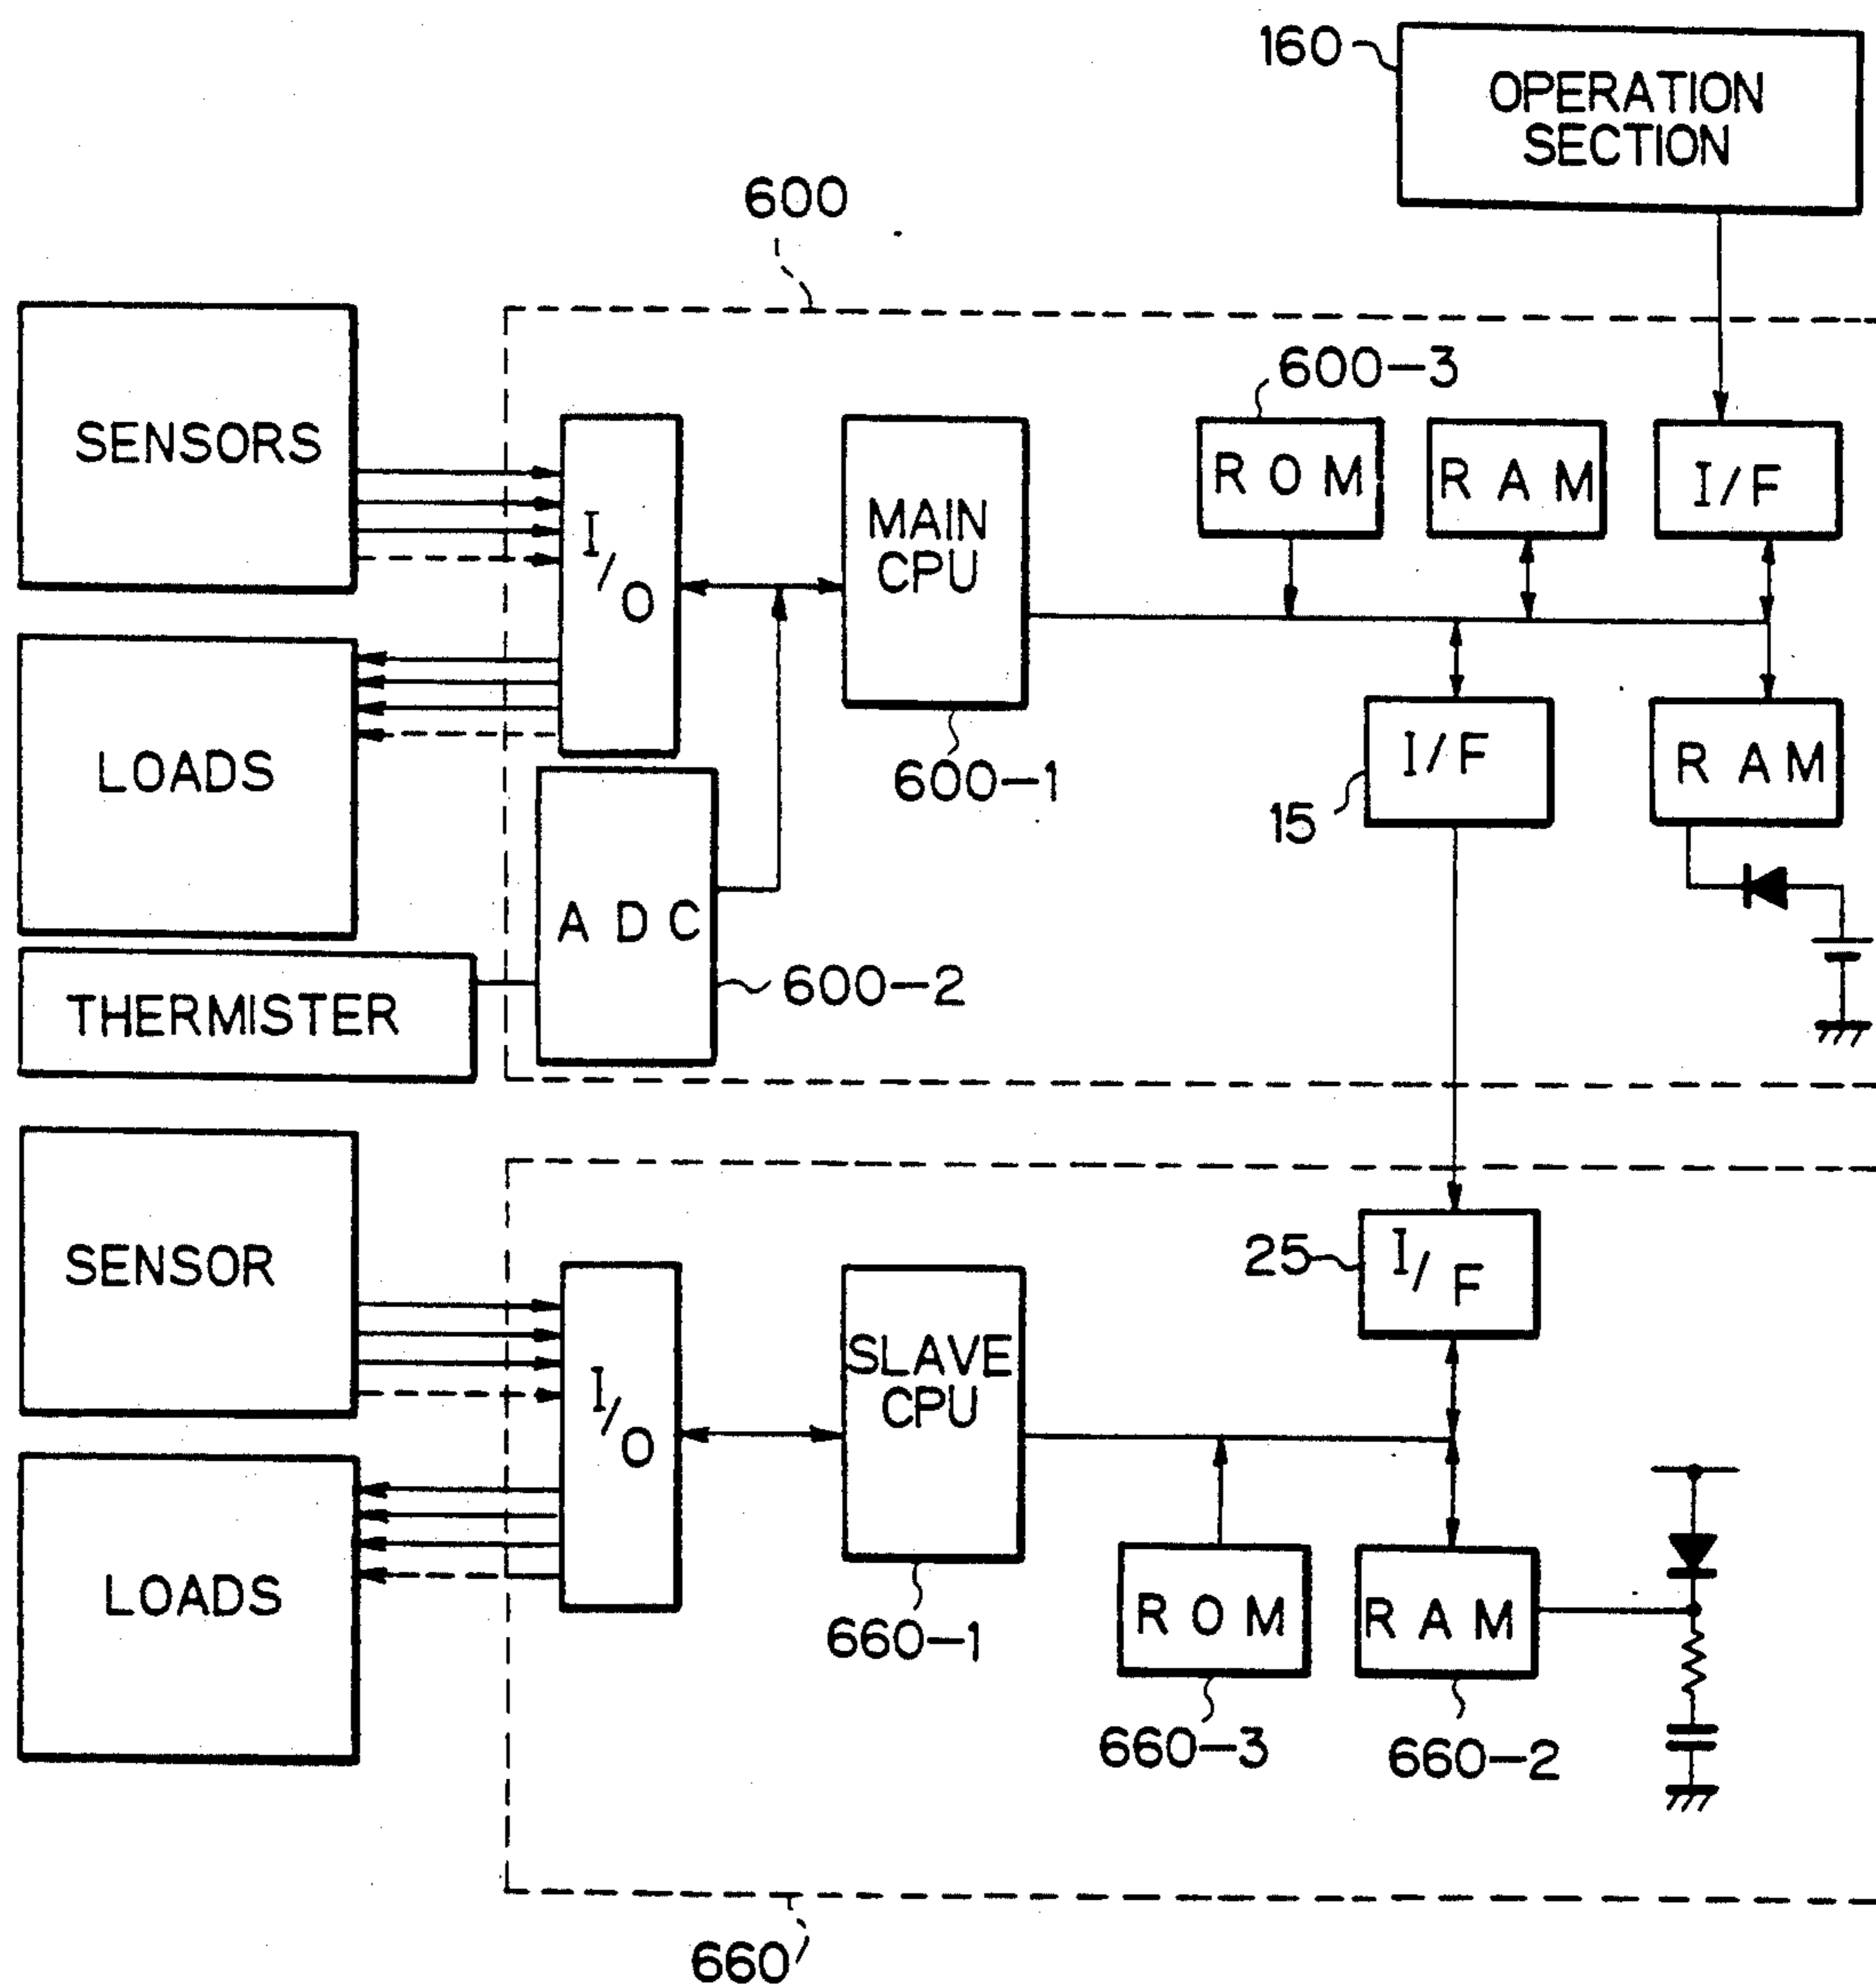 160
OPERATION
SECTION
600
SENSORS
I/O
MAIN
CPU
600-3
ROM
RAM
I/F
LOADS
600-1
15
I/F
RAM
ADC
600-2
THERMISTER
SENSOR
I/O
SLAVE
CPU
25
I/F
LOADS
660-1
ROM
RAM
660-3
660-2
660